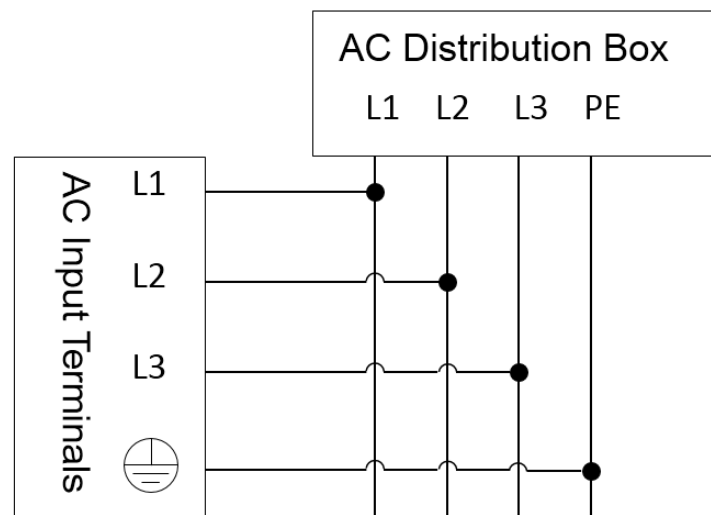 AC Distribution Box
L1 L2 L3 PE
AC Input Terminals
L1
L2
L3